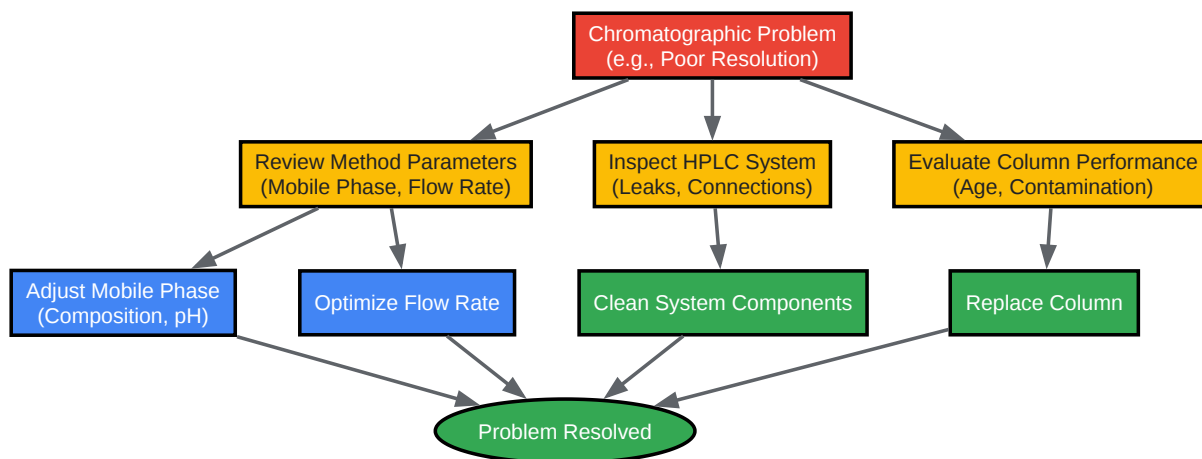 Chromatographic Problem
(e.g., Poor Resolution)
Review Method Parameters
(Mobile Phase, Flow Rate)
Inspect HPLC System
(Leaks, Connections)
Evaluate Column Performance
(Age, Contamination)
Adjust Mobile Phase
(Composition, pH)
Optimize Flow Rate
Clean System Components
Replace Column
Problem Resolved